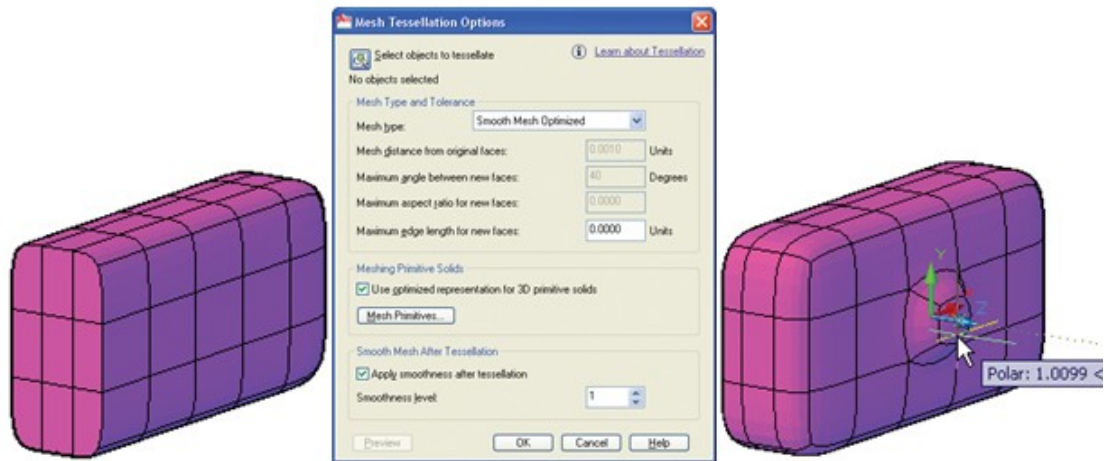 Mesh Tessellation Options
Select objects to tessellate
Learn about Tessellation
No objects selected
Mesh Type and Tolerance
Mesh type:
Smooth Mesh Optimized
Mesh distance from original faces:
0.0010
Units
Maximum angle between new faces:
40
Degrees
Maximum aspect ratio for new faces:
0.0000
Maximum edge length for new faces:
0.0000
Units
Meshing Primitive Solids
Use optimized representation for 3D primitive solids
Mesh Primitives...
Smooth Mesh After Tessellation
Apply smoothness after tessellation
Smoothness level:
1
Preview
OK
Cancel
Help
Y
Z
Polar: 1.0099 <